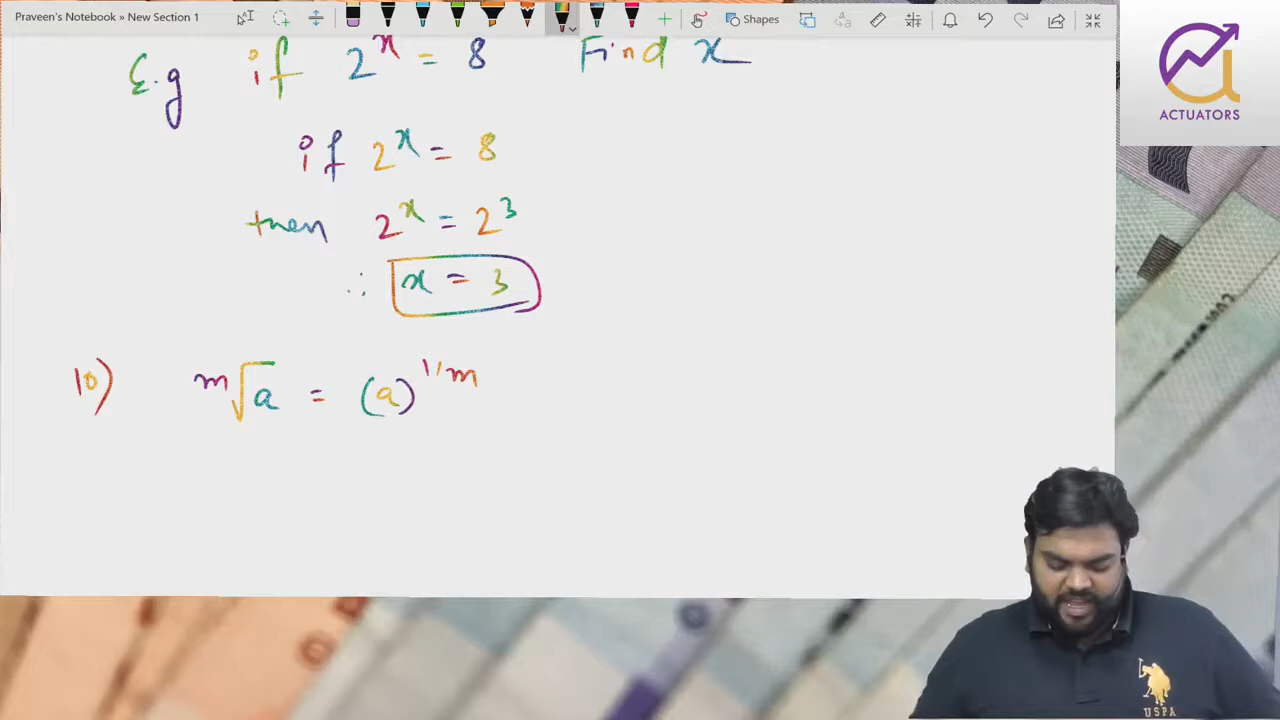 Praveen's Notebook » New Section 1
Shapes
ACTUATORS
E.g if 2^x = 8 Find x
if 2^x = 8
then 2^x = 2^3
∴ x = 3
10) ᵐ√a = (a)^1/m
USPA